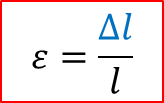 ε = Δl / l